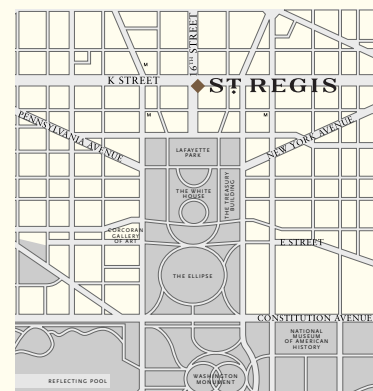 16TH STREET
M
K STREET
ST REGIS
M
M
PENNSYLVANIA AVENUE
NEW YORK AVENUE
LAFAYETTE
PARK
THE WHITE
HOUSE
THE TREASURY
BUILDING
CORCORAN
GALLERY
OF ART
E STREET
THE ELLIPSE
CONSTITUTION AVENUE
NATIONAL
MUSEUM
OF AMERICAN
HISTORY
REFLECTING POOL
WASHINGTON
MONUMENT